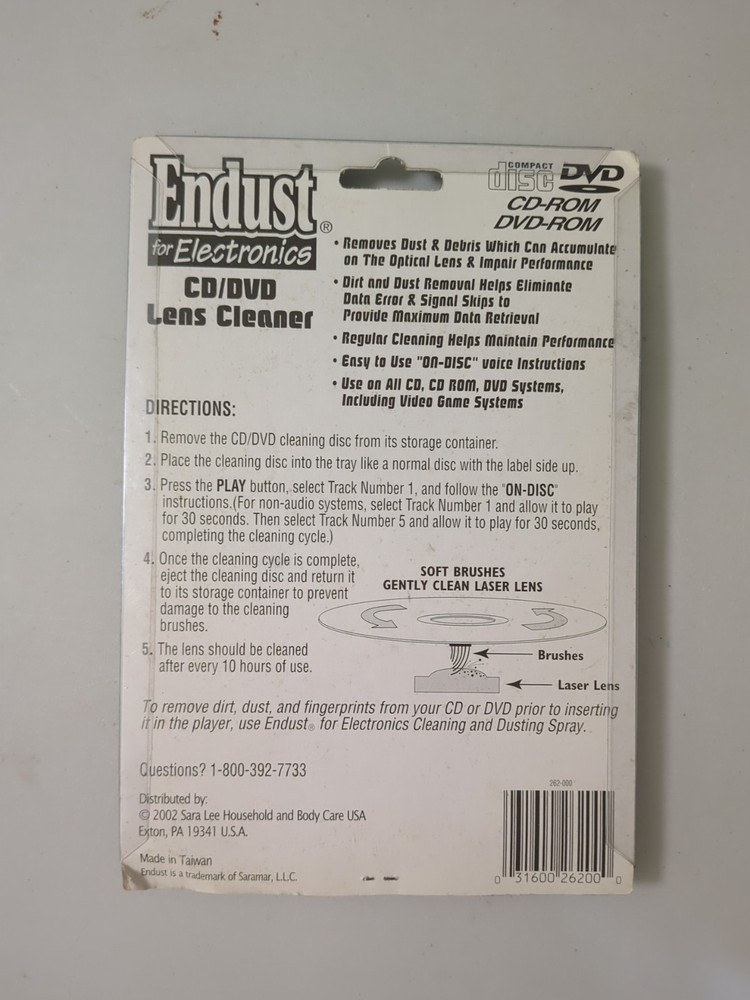 Endust®
for Electronics
CD/DVD
Lens Cleaner
COMPACT
disc DVD
CD-ROM
DVD-ROM
• Removes Dust & Debris Which Can Accumulate
on The Optical Lens & Impair Performance
• Dirt and Dust Removal Helps Eliminate
Data Error & Signal Skips to
Provide Maximum Data Retrieval
• Regular Cleaning Helps Maintain Performance
• Easy to Use "ON-DISC" voice Instructions
• Use on All CD, CD ROM, DVD Systems,
Including Video Game Systems
DIRECTIONS:
1. Remove the CD/DVD cleaning disc from its storage container.
2. Place the cleaning disc into the tray like a normal disc with the label side up.
3. Press the PLAY button, select Track Number 1, and follow the "ON-DISC"
instructions.(For non-audio systems, select Track Number 1 and allow it to play
for 30 seconds. Then select Track Number 5 and allow it to play for 30 seconds,
completing the cleaning cycle.)
4. Once the cleaning cycle is complete,
eject the cleaning disc and return it
to its storage container to prevent
damage to the cleaning
brushes.
5. The lens should be cleaned
after every 10 hours of use.
SOFT BRUSHES
GENTLY CLEAN LASER LENS
Brushes
Laser Lens
To remove dirt, dust, and fingerprints from your CD or DVD prior to inserting
it in the player, use Endust® for Electronics Cleaning and Dusting Spray.
Questions? 1-800-392-7733
Distributed by:
© 2002 Sara Lee Household and Body Care USA
Exton, PA 19341 U.S.A.
Made in Taiwan
Endust is a trademark of Saramar, L.L.C.
262-000
0 31600 26200 0